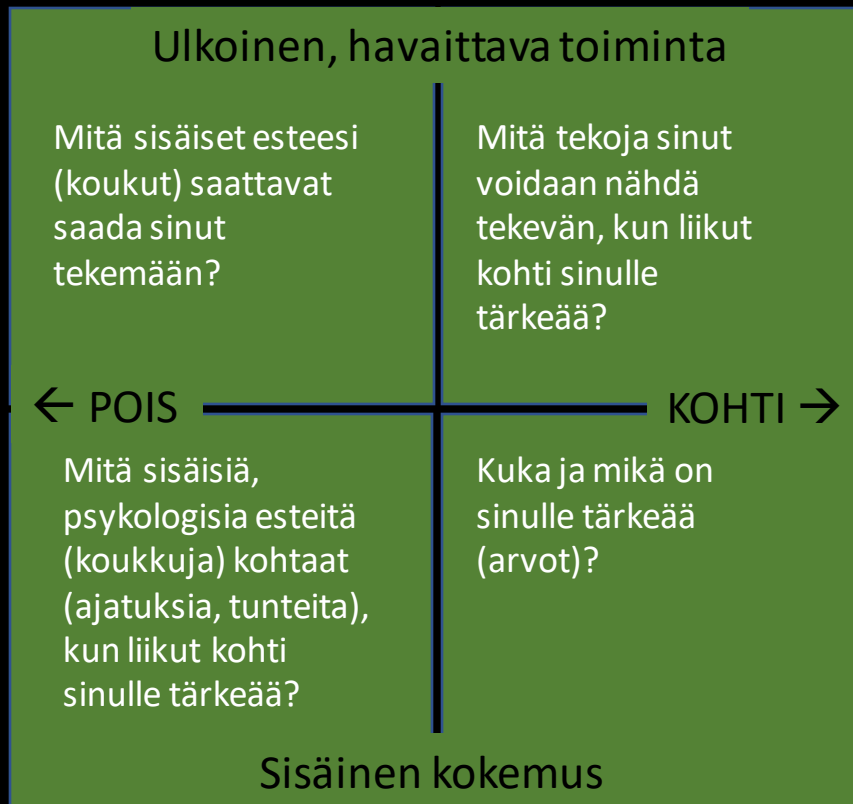 Ulkoinen, havaittava toiminta
Mitä sisäiset esteesi
(koukut) saattavat
saada sinut
tekemään?
Mitä tekoja sinut
voidaan nähdä
tekevän, kun liikut
kohti sinulle
tärkeää?
← POIS
KOHTI →
Mitä sisäisiä,
psykologisia esteitä
(koukkuja) kohtaat
(ajatuksia, tunteita),
kun liikut kohti
sinulle tärkeää?
Kuka ja mikä on
sinulle tärkeää
(arvot)?
Sisäinen kokemus